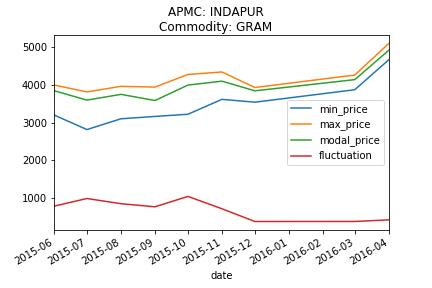 APMC: INDAPUR
Commodity: GRAM
5000
4000
3000
2000
1000
min_price
max_price
modal_price
fluctuation
2015-06
2015-07
2015-08
2015-09
2015-10
2015-11
2015-12
2016-01
2016-02
2016-03
2016-04
date